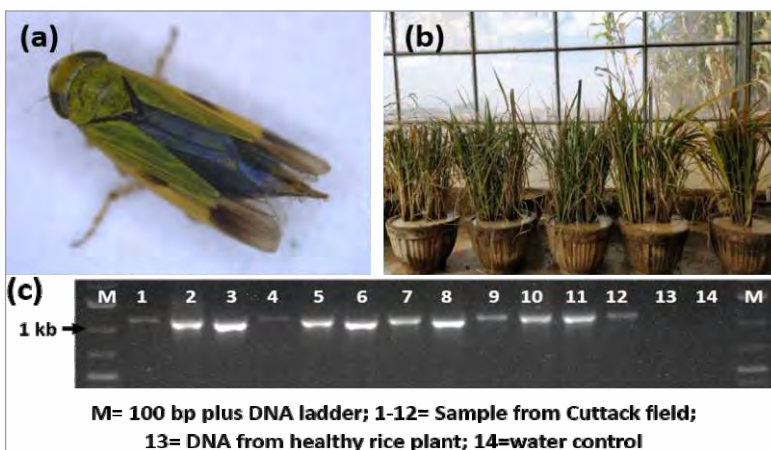 (a)
(b)
(c)
M 1 2 3 4 5 6 7 8 9 10 11 12 13 14 M
1 kb
M= 100 bp plus DNA ladder; 1-12= Sample from Cuttack field;
13= DNA from healthy rice plant; 14=water control